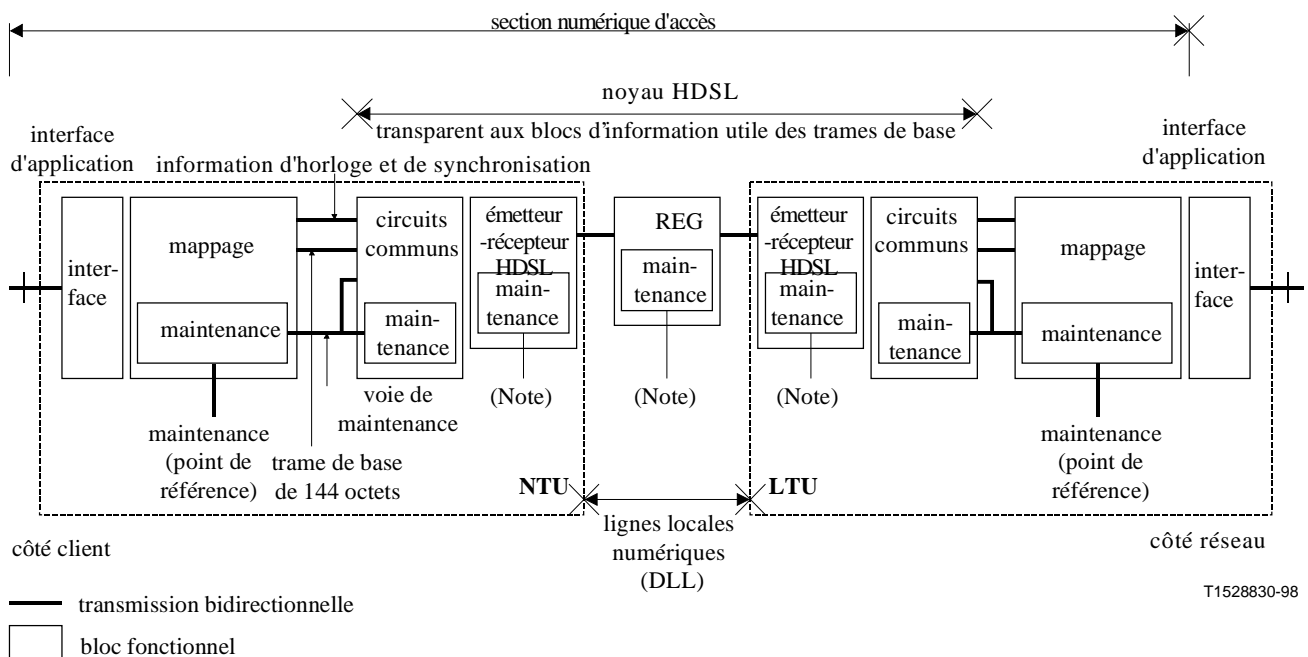 section numérique d'accès
noyau HDSL
transparent aux blocs d'information utile des trames de base
interface
d'application
information d'horloge et de synchronisation
interface
d'application
inter-
face
mappage
maintenance
circuits
communs
main-
tenance
émetteur
-récepteur
HDSL
main-
tenance
REG
main-
tenance
émetteur
-récepteur
HDSL
main-
tenance
circuits
communs
main-
tenance
mappage
maintenance
inter-
face
voie de
maintenance
(Note)
(Note)
(Note)
maintenance
(point de
référence)
trame de base
de 144 octets
maintenance
(point de
référence)
NTU
LTU
lignes locales
numériques
(DLL)
côté client
côté réseau
T1528830-98
transmission bidirectionnelle
bloc fonctionnel